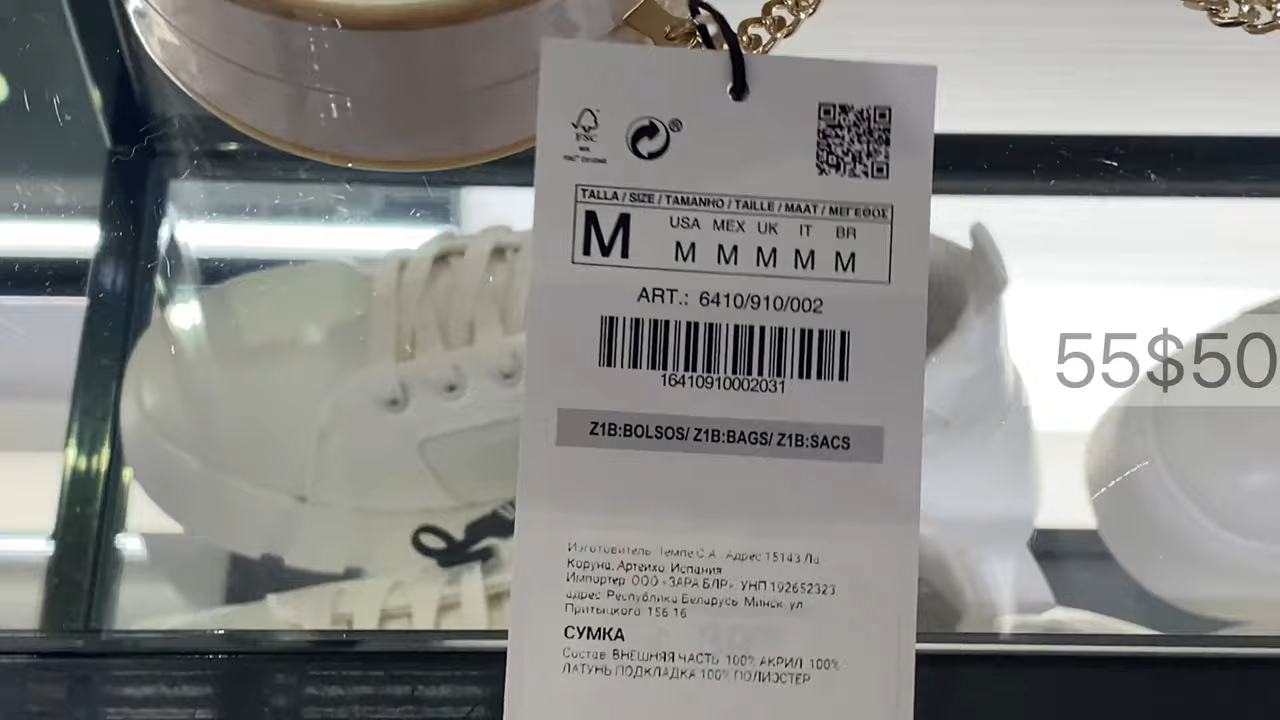 FSC
MIX
®
TALLA / SIZE / TAMANHO / TAILLE / MAAT / ΜΕΓΕΘΟΣ
M
USA MEX UK IT BR
M M M M M
ART.: 6410/910/002
16410910002031
Z1B:BOLSOS/ Z1B:BAGS/ Z1B:SACS
55$50
Изготовитель: Темпе С.А. Адрес 15143 Ла
Коруна, Артейхо, Испания
Импортер: ООО «ЗАРА БЛР», УНП 192652323,
адрес: Республика Беларусь, Минск, ул.
Притыцкого 156 16
СУМКА
Состав: ВНЕШНЯЯ ЧАСТЬ: 100% АКРИЛ. 100%
ЛАТУНЬ ПОДКЛАДКА 100% ПОЛИЭСТЕР